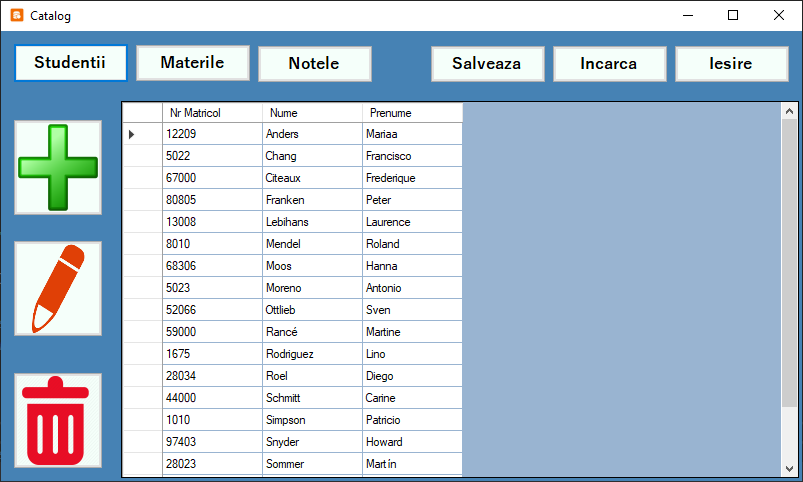 Catalog
Studentii Materile Notele Salveaza Incarca Iesire
Nr Matricol Nume Prenume
12209 Anders Mariaa
5022 Chang Francisco
67000 Citeaux Frederique
80805 Franken Peter
13008 Lebihans Laurence
8010 Mendel Roland
68306 Moos Hanna
5023 Moreno Antonio
52066 Ottlieb Sven
59000 Rancé Martine
1675 Rodriguez Lino
28034 Roel Diego
44000 Schmitt Carine
1010 Simpson Patricio
97403 Snyder Howard
28023 Sommer Martín